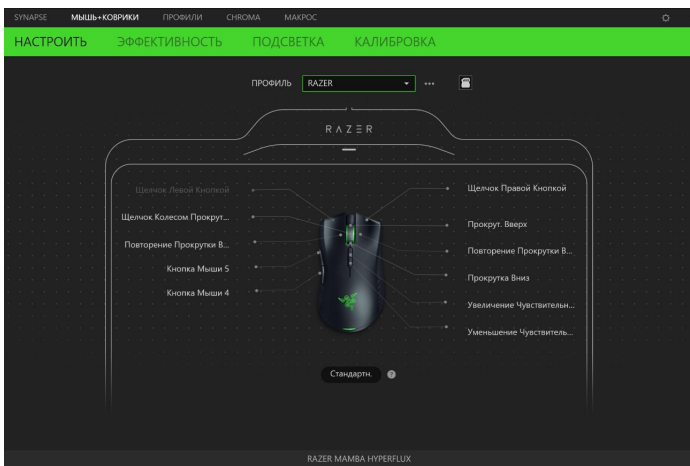 SYNAPSE МЫШЬ+КОВРИКИ ПРОФИЛИ CHROMA МАКРОС
НАСТРОИТЬ ЭФФЕКТИВНОСТЬ ПОДСВЕТКА КАЛИБРОВКА
ПРОФИЛЬ RAZER
RAZER
Щелчок Левой Кнопкой
Щелчок Колесом Прокрут...
Повторение Прокрутки В...
Кнопка Мыши 5
Кнопка Мыши 4
Щелчок Правой Кнопкой
Прокрут. Вверх
Повторение Прокрутки В...
Прокрутка Вниз
Увеличение Чувствительн...
Уменьшение Чувствитель...
Стандартн. ?
RAZER MAMBA HYPERFLUX